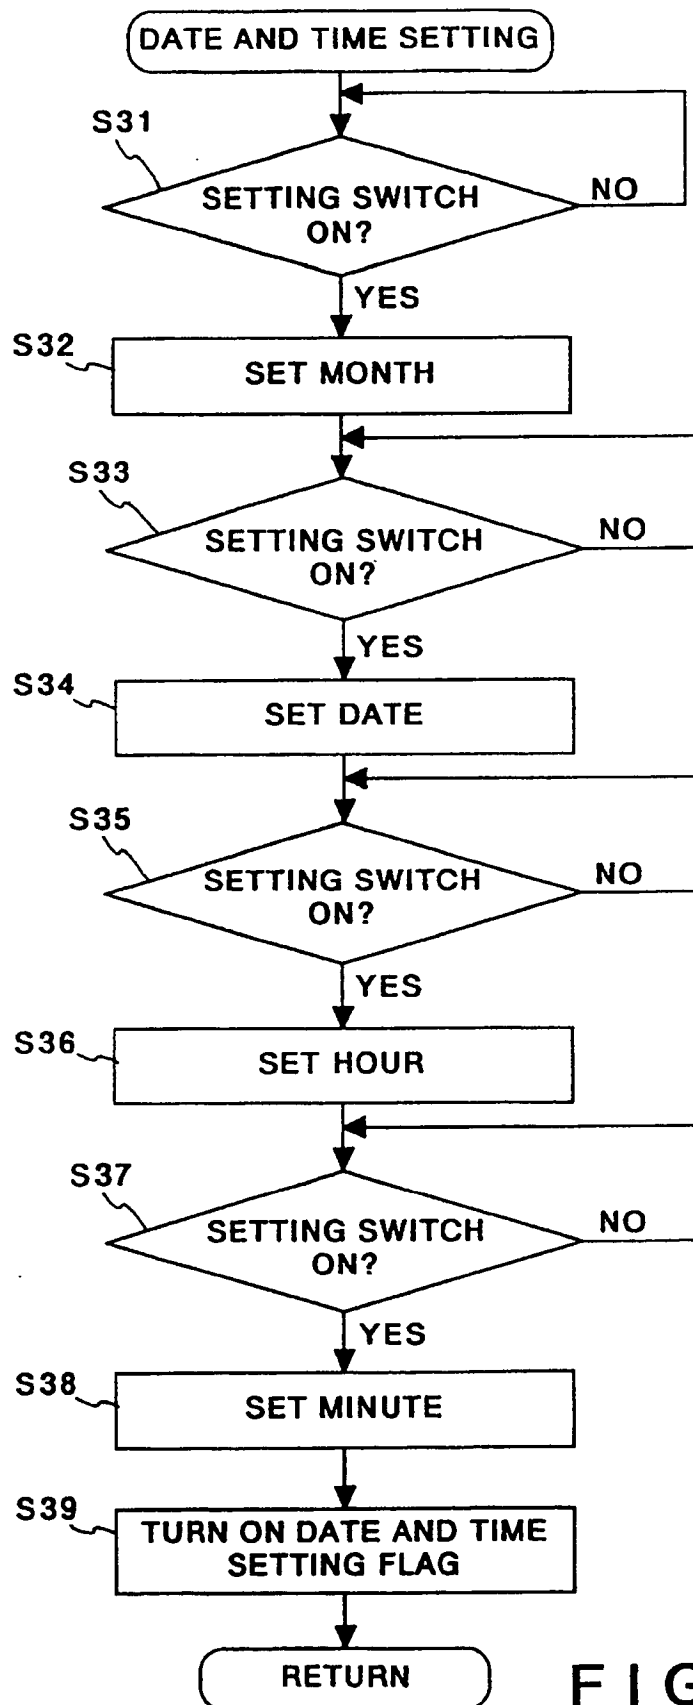 DATE AND TIME SETTING
S31
SETTING SWITCH
ON?
NO
YES
S32
SET MONTH
S33
SETTING SWITCH
ON?
NO
YES
S34
SET DATE
S35
SETTING SWITCH
ON?
NO
YES
S36
SET HOUR
S37
SETTING SWITCH
ON?
NO
YES
S38
SET MINUTE
S39
TURN ON DATE AND TIME
SETTING FLAG
RETURN
FIG